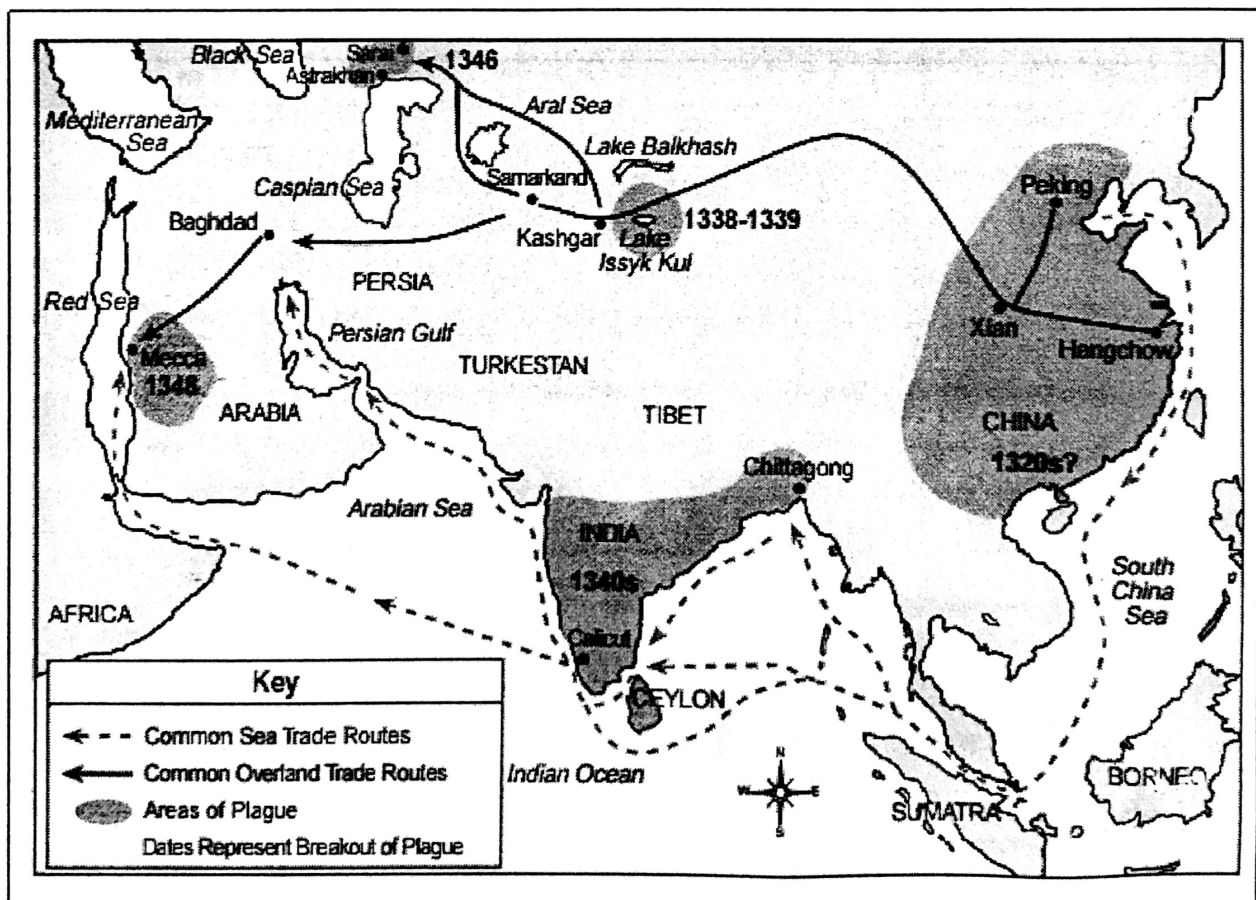 Black Sea
Sarai
1346
Astrakhan
Aral Sea
Mediterranean
Sea
Lake Balkhash
Caspian Sea
Samarkand
Peking
Baghdad
1338-1339
Kashgar
Lake
Issyk Kul
PERSIA
Red Sea
Xian
Persian Gulf
Hangchow
Mecca
1348
TURKESTAN
ARABIA
TIBET
CHINA
1320s?
Chittagong
Arabian Sea
INDIA
1340s
South
China
Sea
AFRICA
Calicut
CEYLON
Key
Common Sea Trade Routes
Common Overland Trade Routes
Areas of Plague
Dates Represent Breakout of Plague
Indian Ocean
N
W
E
S
BORNEO
SUMATRA